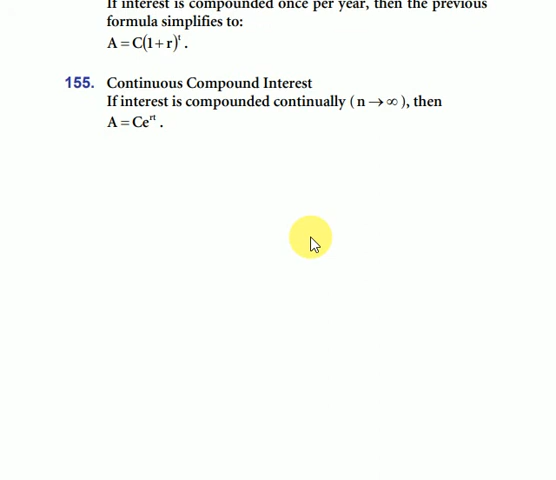 If interest is compounded once per year, then the previous
formula simplifies to:
A = C(1 + r)ᵗ .
155. Continuous Compound Interest
If interest is compounded continually ( n → ∞ ), then
A = Ceʳᵗ .